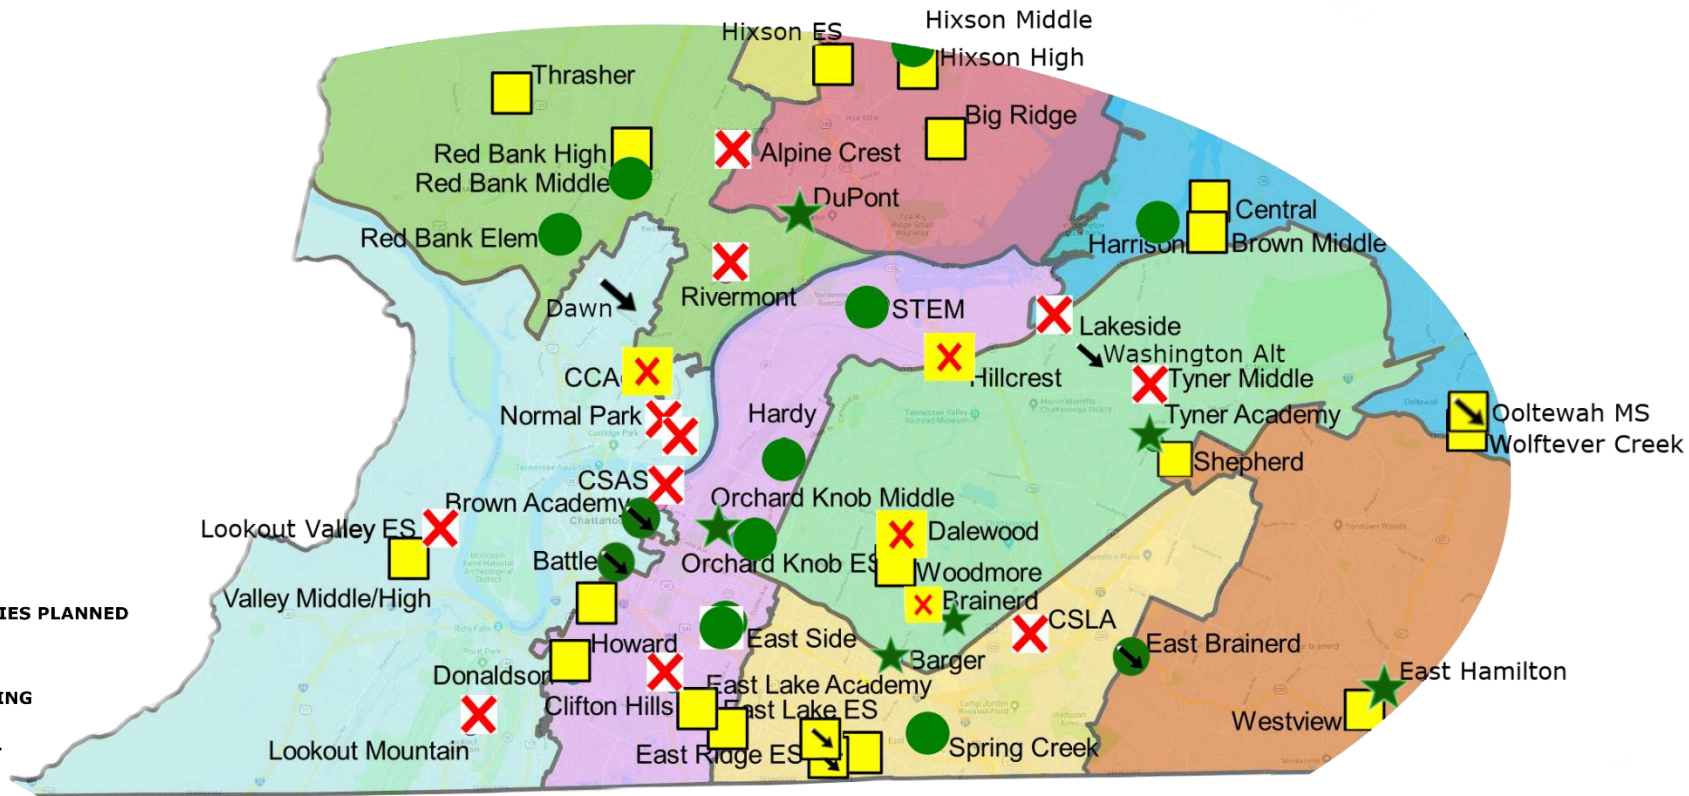 Hixson Middle
Hixson ES
Hixson High
Thrasher
HIXSON
Big Ridge
Red Bank High
Alpine Crest
Red Bank Middle
DuPont
Central
Red Bank Elem
Harrison
Brown Middle
Rivermont
Dawn
STEM
Lakeside
Washington Alt
CCA
Hillcrest
Tyner Middle
Normal Park
Hardy
Tyner Academy
Ooltewah MS
Wolftever Creek
Shepherd
CSAS
Orchard Knob Middle
Brown Academy
Lookout Valley ES
Dalewood
Battle
Orchard Knob ES
Woodmore
Valley Middle/High
Brainerd
IES PLANNED
CSLA
Howard
East Side
East Brainerd
Barger
Donaldson
East Hamilton
East Lake Academy
ING
Clifton Hills
East Lake ES
Westview
Lookout Mountain
East Ridge ES
Spring Creek